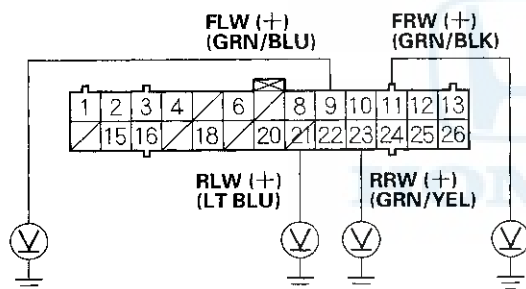 FLW (+)
(GRN/BLU)
FRW (+)
(GRN/BLK)
1 2 3 4 6 8 9 10 11 12 13
15 16 18 20 21 22 23 24 25 26
RLW (+)
(LT BLU)
RRW (+)
(GRN/YEL)
V V V V